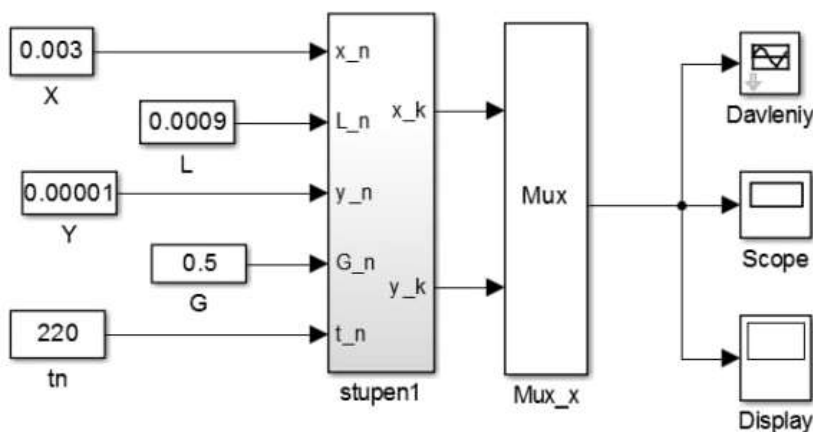 0.003
X
0.0009
L
0.00001
Y
0.5
G
220
tn
x_n
L_n
y_n
G_n
t_n
x_k
y_k
stupen1
Mux
Mux_x
Davleniy
Scope
Display